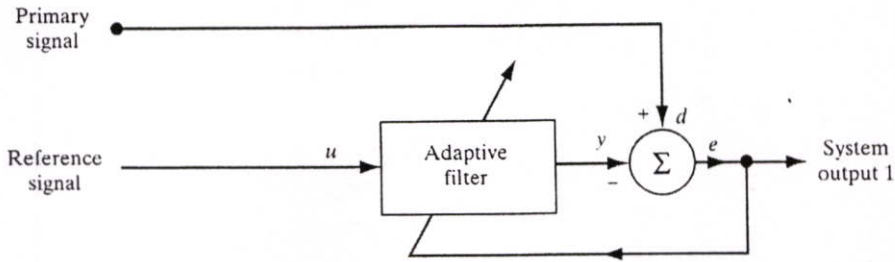 Primary
signal
+ d
Reference
signal
u
Adaptive
filter
y
−
Σ
e
System
output 1